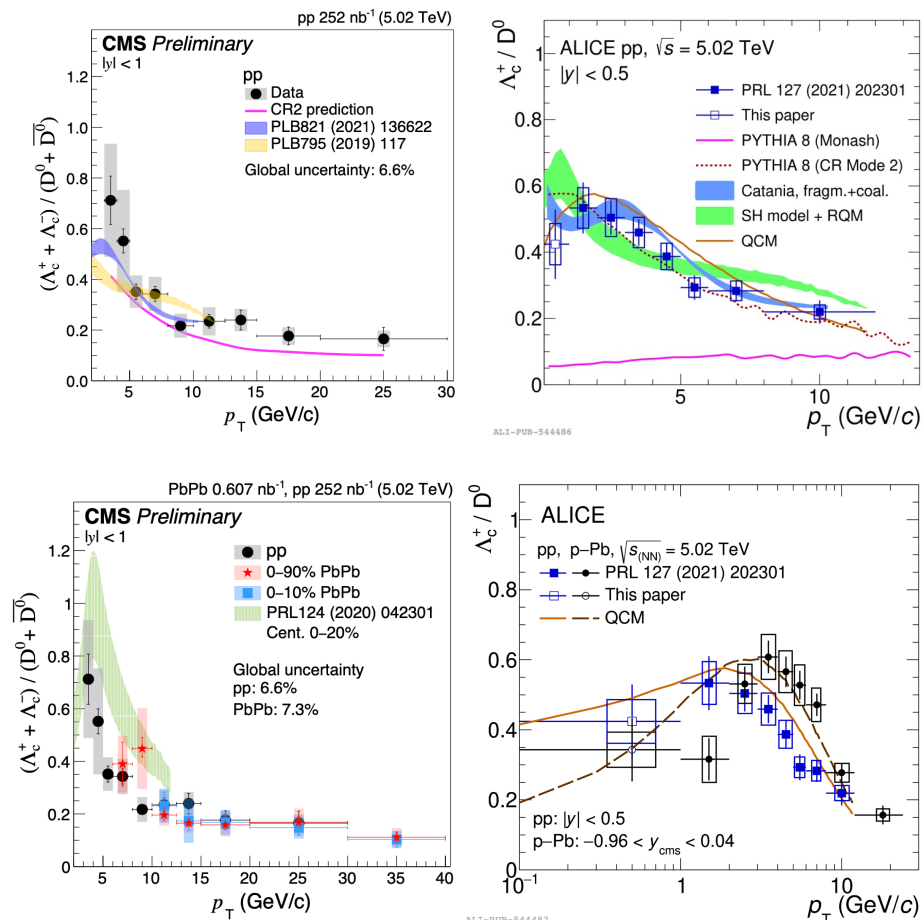 pp 252 nb⁻¹ (5.02 TeV)
CMS Preliminary
|y| < 1
pp
Data
CR2 prediction
PLB821 (2021) 136622
PLB795 (2019) 117
Global uncertainty: 6.6%
(Λc⁺ + Λc⁻) / (D⁰ + D̅⁰)
1.2
1.0
0.8
0.6
0.4
0.2
0.0
5 10 15 20 25 30
pT (GeV/c)
Λc⁺ / D⁰
ALICE pp, √s = 5.02 TeV
|y| < 0.5
PRL 127 (2021) 202301
This paper
PYTHIA 8 (Monash)
PYTHIA 8 (CR Mode 2)
Catania, fragm.+coal.
SH model + RQM
QCM
1
0.8
0.6
0.4
0.2
0
5 10
pT (GeV/c)
ALI-PUB-544486
PbPb 0.607 nb⁻¹, pp 252 nb⁻¹ (5.02 TeV)
CMS Preliminary
|y| < 1
pp
0–90% PbPb
0–10% PbPb
PRL124 (2020) 042301
Cent. 0–20%
Global uncertainty
pp: 6.6%
PbPb: 7.3%
(Λc⁺ + Λc⁻) / (D⁰ + D̅⁰)
1.2
1
0.8
0.6
0.4
0.2
0
5 10 15 20 25 30 35 40
pT (GeV/c)
Λc⁺ / D⁰
ALICE
pp, p–Pb, √s(NN) = 5.02 TeV
PRL 127 (2021) 202301
This paper
QCM
1
0.8
0.6
0.4
0.2
0
pp: |y| < 0.5
p–Pb: −0.96 < ycms < 0.04
10⁻¹ 1 10
pT (GeV/c)